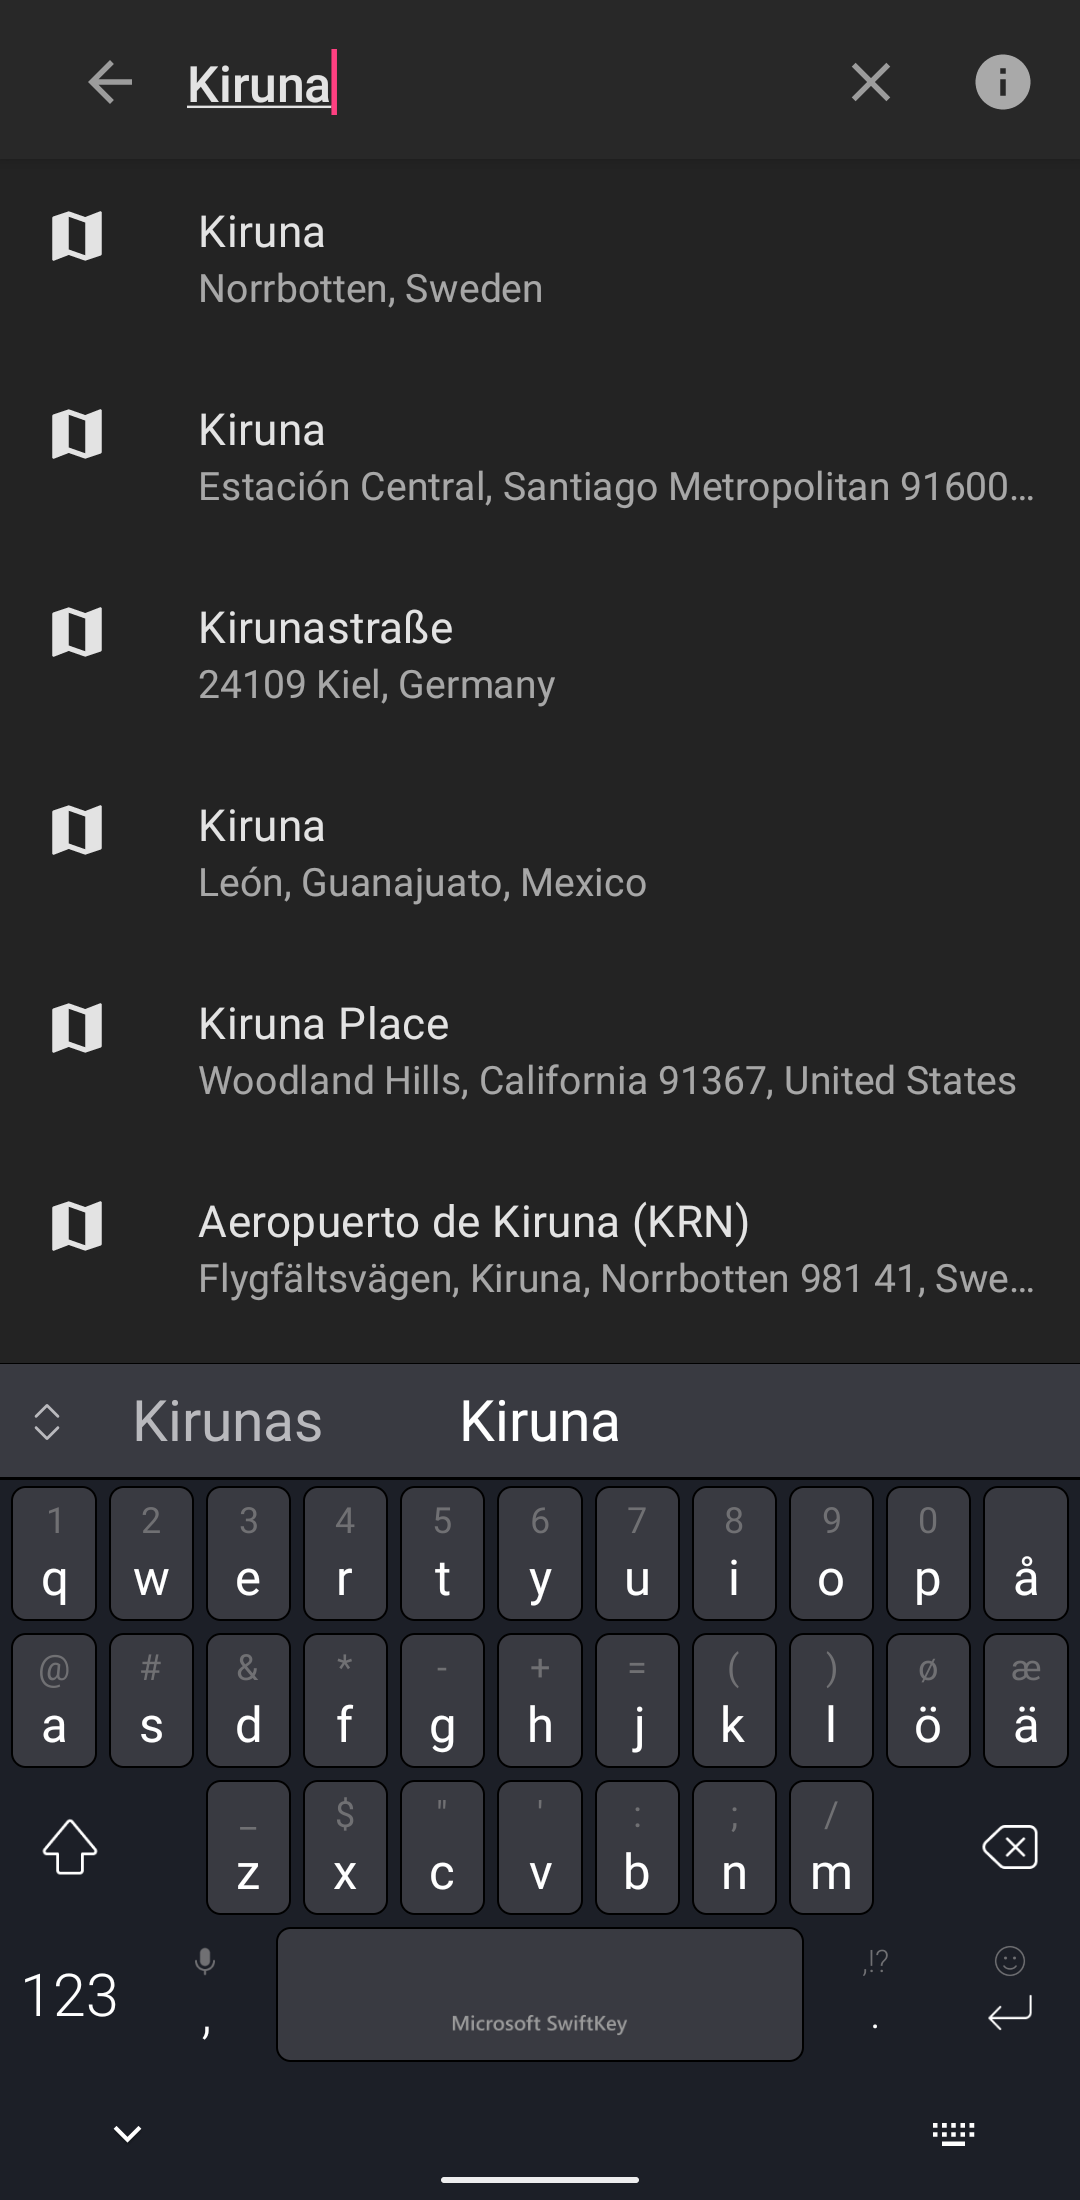 Kiruna
Kiruna
Norrbotten, Sweden
Kiruna
Estación Central, Santiago Metropolitan 91600...
Kirunastraße
24109 Kiel, Germany
Kiruna
León, Guanajuato, Mexico
Kiruna Place
Woodland Hills, California 91367, United States
Aeropuerto de Kiruna (KRN)
Flygfältsvägen, Kiruna, Norrbotten 981 41, Swe...
Kirunas Kiruna
1 2 3 4 5 6 7 8 9 0
q w e r t y u i o p å
@ # & * - + = ( ) ø æ
a s d f g h j k l ö ä
_ $ " ' : ; /
z x c v b n m
,!?
123 , Microsoft SwiftKey .